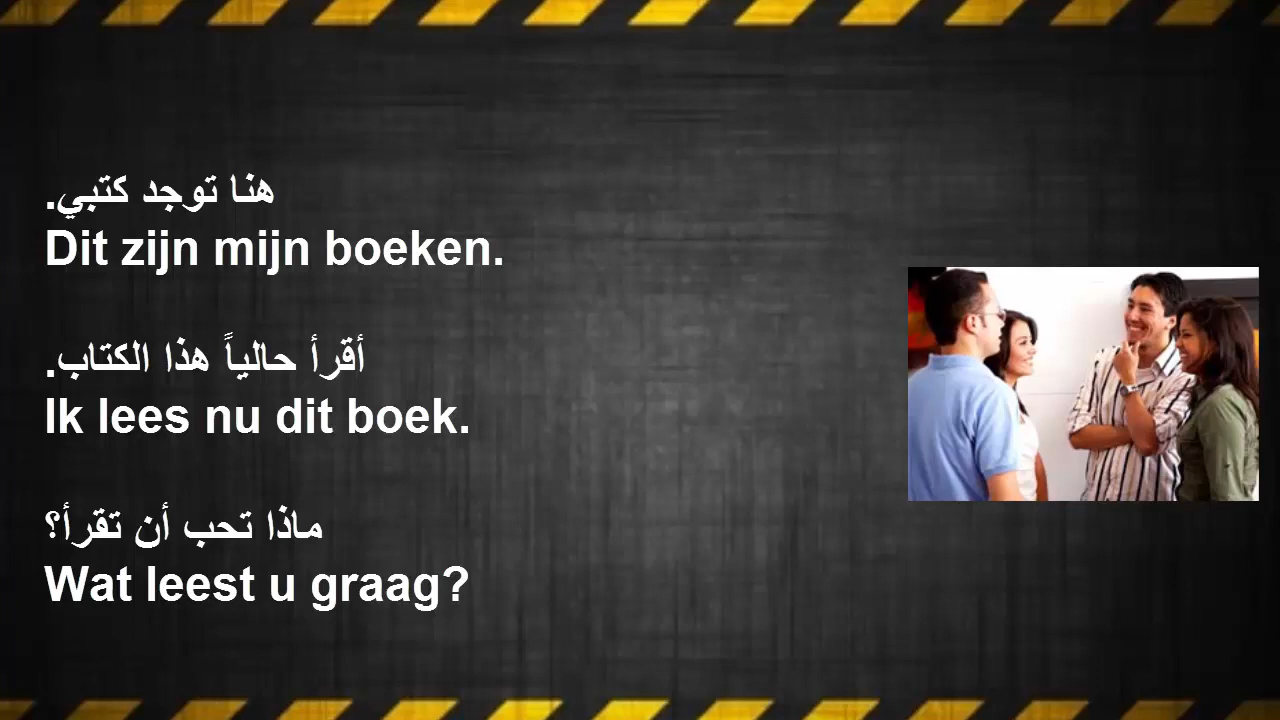 هنا توجد كتبي.
Dit zijn mijn boeken.
أقرأ حالياً هذا الكتاب.
Ik lees nu dit boek.
ماذا تحب أن تقرأ؟
Wat leest u graag?